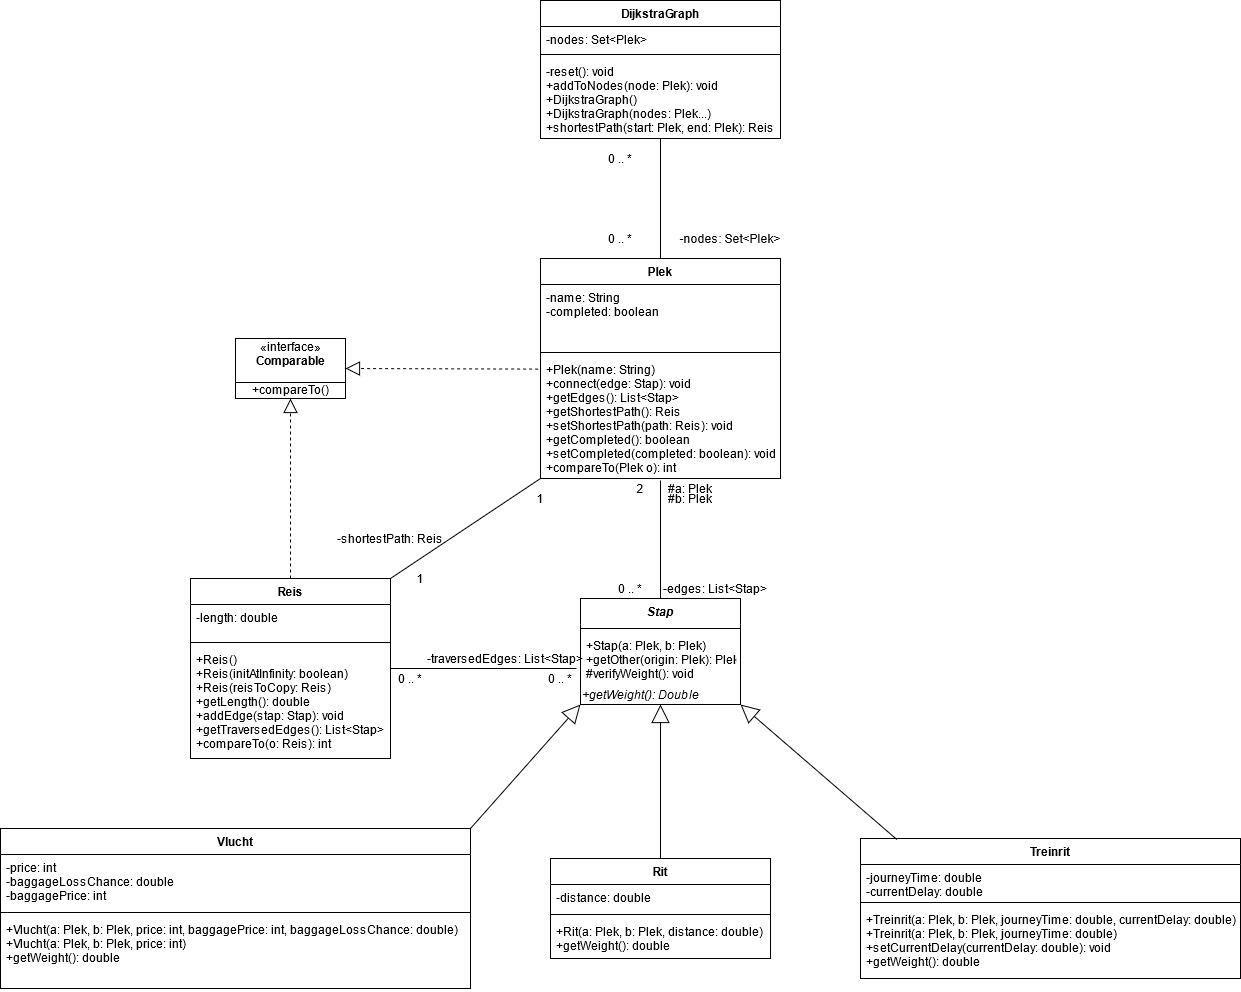 DijkstraGraph
-nodes: Set<Plek>
-reset(): void
+addToNodes(node: Plek): void
+DijkstraGraph()
+DijkstraGraph(nodes: Plek...)
+shortestPath(start: Plek, end: Plek): Reis
0 .. *
0 .. *
-nodes: Set<Plek>
Plek
-name: String
-completed: boolean
+Plek(name: String)
+connect(edge: Stap): void
+getEdges(): List<Stap>
+getShortestPath(): Reis
+setShortestPath(path: Reis): void
+getCompleted(): boolean
+setCompleted(completed: boolean): void
+compareTo(Plek o): int
«interface»
Comparable
+compareTo()
1
-shortestPath: Reis
1
2
#a: Plek
#b: Plek
0 .. *
-edges: List<Stap>
Reis
-length: double
+Reis()
+Reis(initAtInfinity: boolean)
+Reis(reisToCopy: Reis)
+getLength(): double
+addEdge(stap: Stap): void
+getTraversedEdges(): List<Stap>
+compareTo(o: Reis): int
-traversedEdges: List<Stap>
0 .. *
0 .. *
Stap
+Stap(a: Plek, b: Plek)
+getOther(origin: Plek): Plek
#verifyWeight(): void
+getWeight(): Double
Vlucht
-price: int
-baggageLossChance: double
-baggagePrice: int
+Vlucht(a: Plek, b: Plek, price: int, baggagePrice: int, baggageLossChance: double)
+Vlucht(a: Plek, b: Plek, price: int)
+getWeight(): double
Rit
-distance: double
+Rit(a: Plek, b: Plek, distance: double)
+getWeight(): double
Treinrit
-journeyTime: double
-currentDelay: double
+Treinrit(a: Plek, b: Plek, journeyTime: double, currentDelay: double)
+Treinrit(a: Plek, b: Plek, journeyTime: double)
+setCurrentDelay(currentDelay: double): void
+getWeight(): double